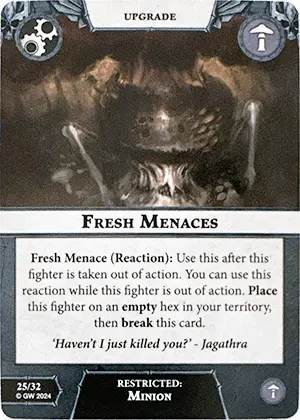 UPGRADE
FRESH MENACES
Fresh Menace (Reaction): Use this after this
fighter is taken out of action. You can use this
reaction while this fighter is out of action. Place
this fighter on an empty hex in your territory,
then break this card.
'Haven't I just killed you?' - Jagathra
25/32
© GW 2024
RESTRICTED:
MINION